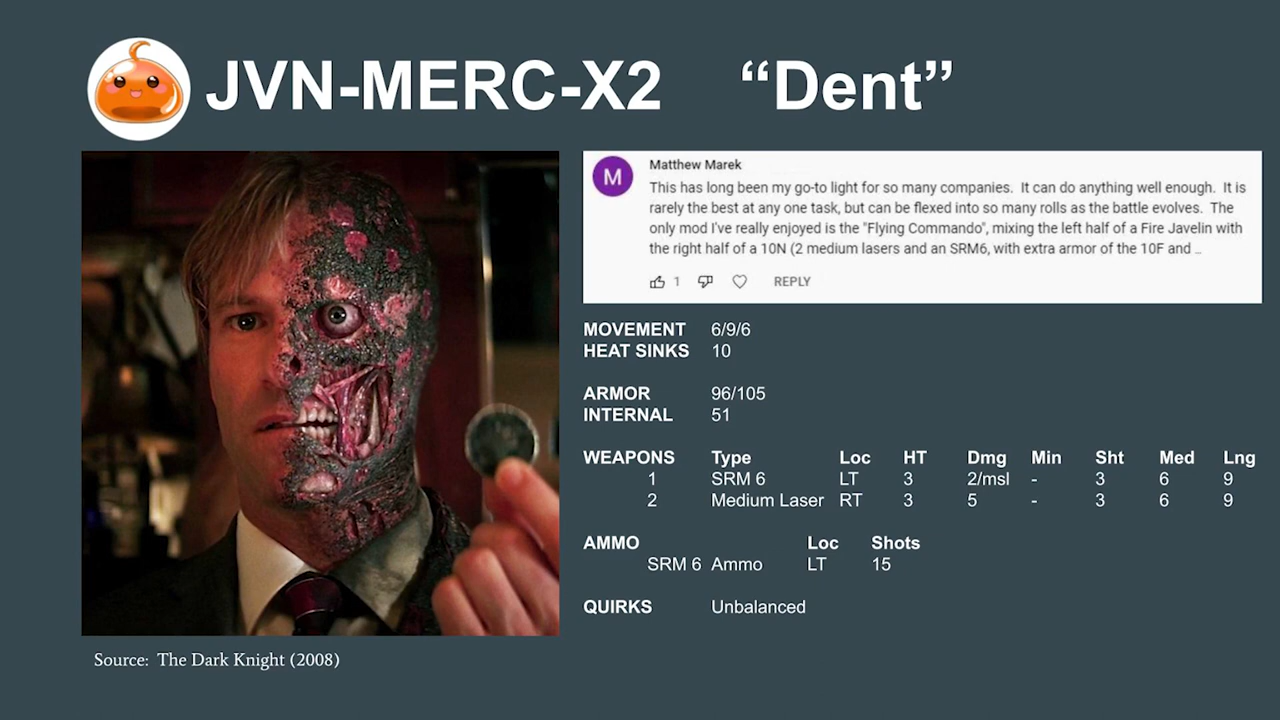 JVN-MERC-X2 “Dent”
M
Matthew Marek
This has long been my go-to light for so many companies. It can do anything well enough. It is
rarely the best at any one task, but can be flexed into so many rolls as the battle evolves. The
only mod I've really enjoyed is the "Flying Commando", mixing the left half of a Fire Javelin with
the right half of a 10N (2 medium lasers and an SRM6, with extra armor of the 10F and ...
1 REPLY
MOVEMENT 6/9/6
HEAT SINKS 10
ARMOR 96/105
INTERNAL 51
WEAPONS Type Loc HT Dmg Min Sht Med Lng
1 SRM 6 LT 3 2/msl - 3 6 9
2 Medium Laser RT 3 5 - 3 6 9
AMMO Loc Shots
SRM 6 Ammo LT 15
QUIRKS Unbalanced
Source: The Dark Knight (2008)